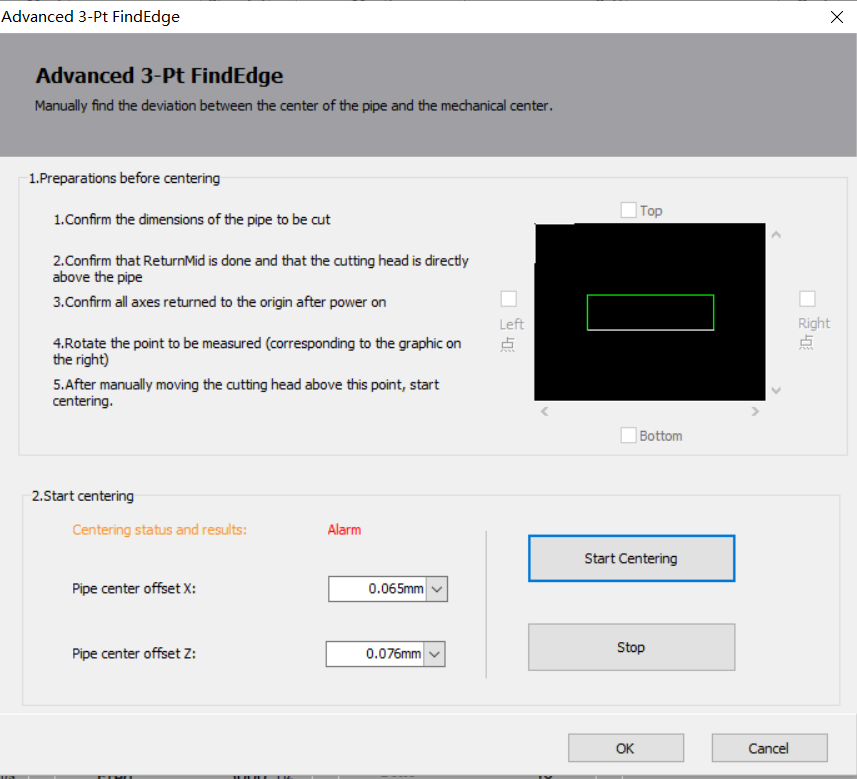 Advanced 3-Pt FindEdge
Advanced 3-Pt FindEdge
Manually find the deviation between the center of the pipe and the mechanical center.
1.Preparations before centering
1.Confirm the dimensions of the pipe to be cut
2.Confirm that ReturnMid is done and that the cutting head is directly
above the pipe
3.Confirm all axes returned to the origin after power on
4.Rotate the point to be measured (corresponding to the graphic on
the right)
5.After manually moving the cutting head above this point, start
centering.
Top
Left
点
Right
点
Bottom
2.Start centering
Centering status and results:
Alarm
Pipe center offset X:
0.065mm
Start Centering
Pipe center offset Z:
0.076mm
Stop
OK
Cancel